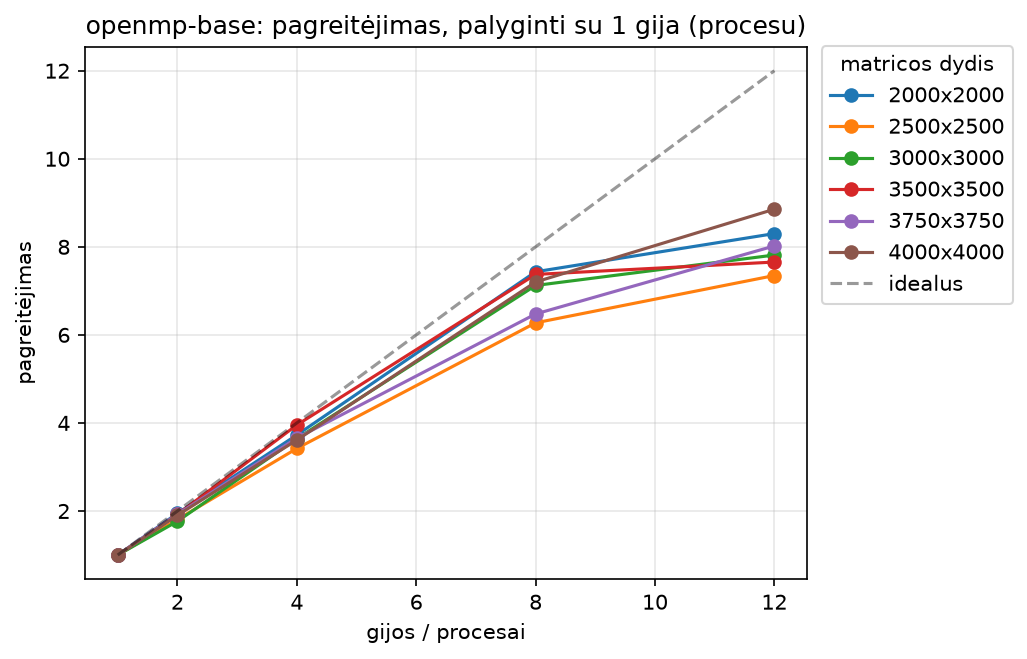 openmp-base: pagreitėjimas, palyginti su 1 gija (procesu)
pagreitėjimas
12
10
8
6
4
2
2 4 6 8 10 12
gijos / procesai
matricos dydis
2000x2000
2500x2500
3000x3000
3500x3500
3750x3750
4000x4000
idealus